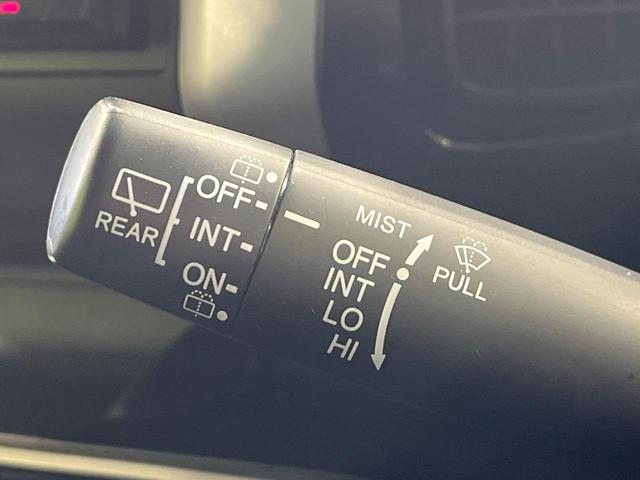 REAR
OFF
INT
ON
MIST
OFF
INT
LO
HI
PULL